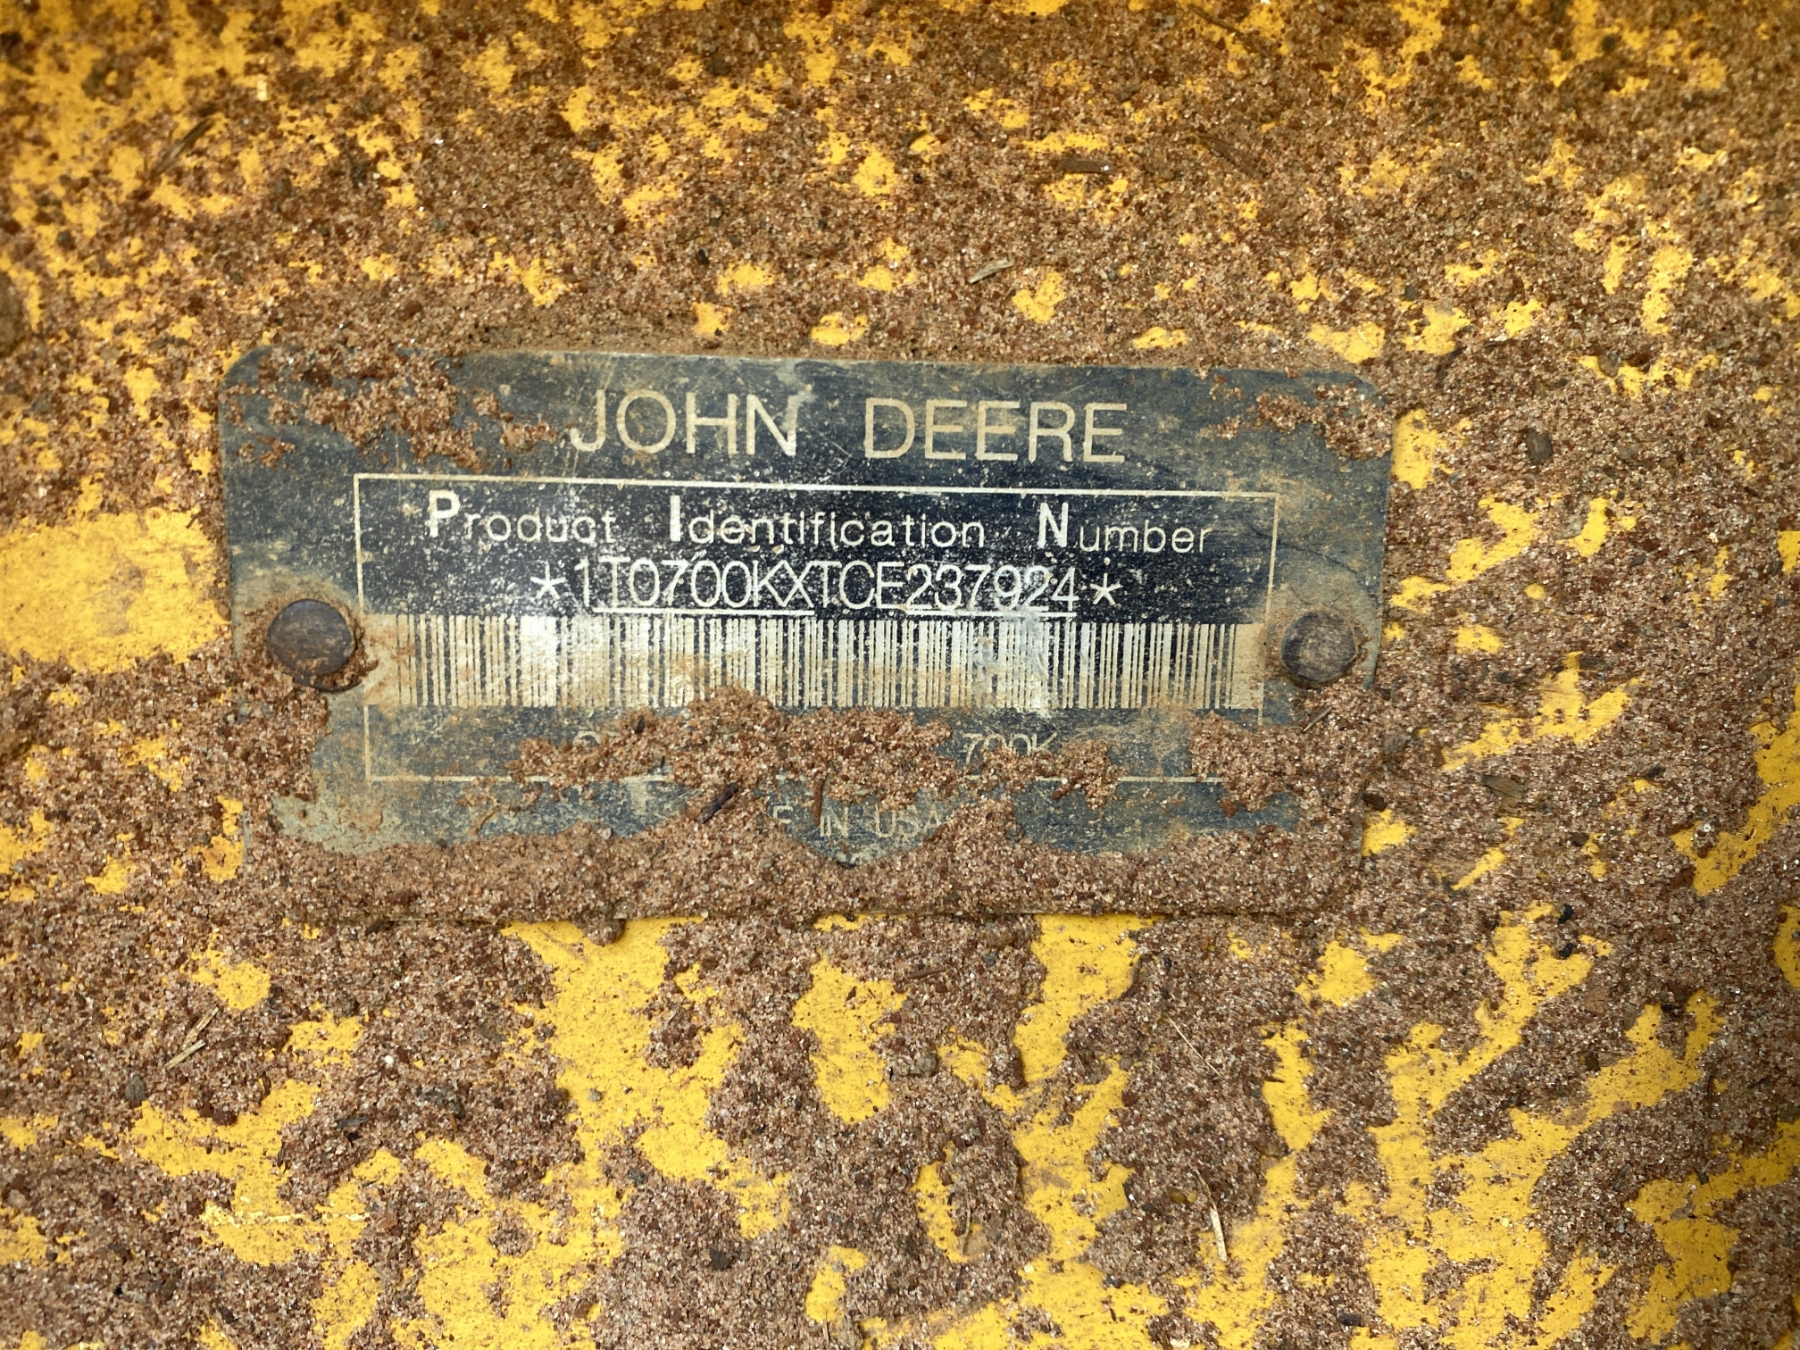 JOHN DEERE
Product Identification Number
*1T0700KXTCE237924*
700K
IN USA